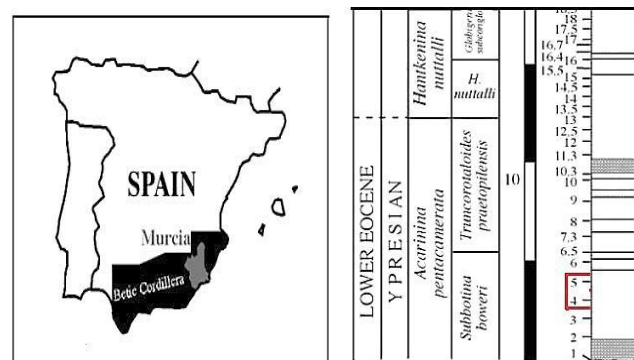 SPAIN
Murcia
Betic Cordillera
LOWER EOCENE
YPRESIAN
Hantkenina
nuttalli
Acarinina
pentacamerata
Globigerina
subconglo
H.
nuttalli
Truncorotaloides
praetopilensis
Subbotina
boweri
10
18
17.5
17
16.7
16.4
16
15.5
15
14.5
14
13.5
13
12.5
12
11.3
10.3
10
9
8
7.3
6.5
6
5
4
3
2
1